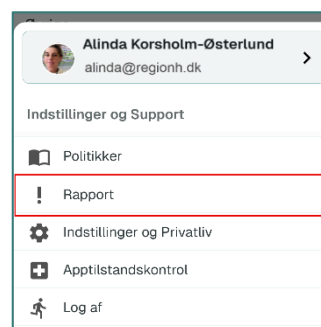 Alinda Korsholm-Østerlund
alinda@regionh.dk
Indstillinger og Support
Politikker
Rapport
Indstillinger og Privatliv
Apptilstandskontrol
Log af